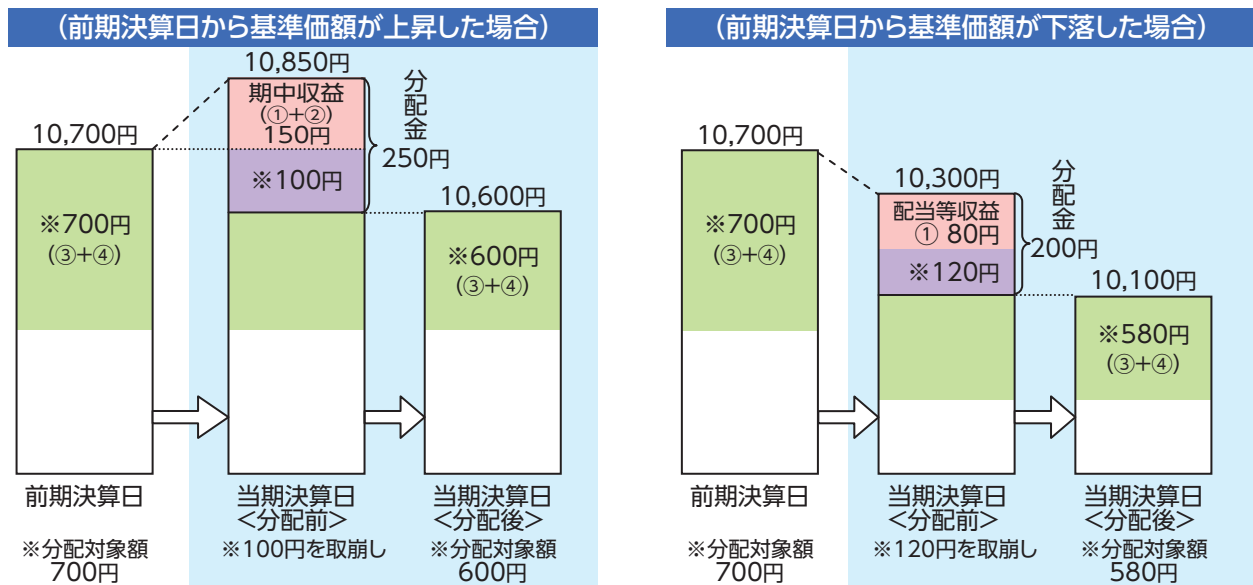 (前期決算日から基準価額が上昇した場合)
10,700円
※700円
(③+④)
前期決算日
※分配対象額
700円
10,850円
期中収益
(①+②)
150円
※100円
分配金
250円
当期決算日
<分配前>
※100円を取崩し
10,600円
※600円
(③+④)
当期決算日
<分配後>
※分配対象額
600円
(前期決算日から基準価額が下落した場合)
10,700円
※700円
(③+④)
前期決算日
※分配対象額
700円
10,300円
配当等収益
① 80円
※120円
分配金
200円
当期決算日
<分配前>
※120円を取崩し
10,100円
※580円
(③+④)
当期決算日
<分配後>
※分配対象額
580円